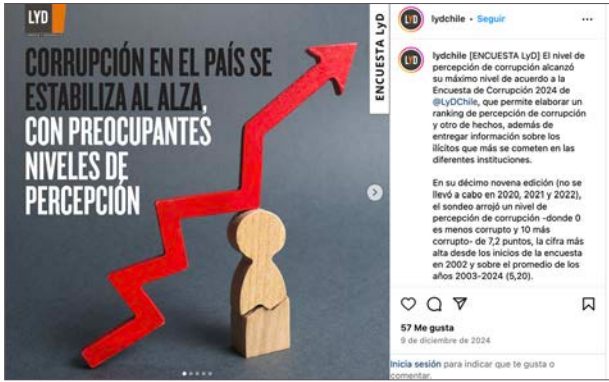 LYD
CORRUPCIÓN EN EL PAÍS SE
ESTABILIZA AL ALZA,
CON PREOCUPANTES
NIVELES DE
PERCEPCIÓN
ENCUESTA LyD
LYD
lydchile • Seguir
LYD
lydchile [ENCUESTA LyD] El nivel de
percepción de corrupción alcanzó
su máximo nivel de acuerdo a la
Encuesta de Corrupción 2024 de
@LyDChile, que permite elaborar un
ranking de percepción de corrupción
y otro de hechos, además de
entregar información sobre los
ilícitos que más se cometen en las
diferentes instituciones.
En su décimo novena edición (no se
llevó a cabo en 2020, 2021 y 2022),
el sondeo arrojó un nivel de
percepción de corrupción -donde 0
es menos corrupto y 10 más
corrupto- de 7,2 puntos, la cifra más
alta desde los inicios de la encuesta
en 2002 y sobre el promedio de los
años 2003-2024 (5,20).
57 Me gusta
9 de diciembre de 2024
Inicia sesión para indicar que te gusta o
comentar.